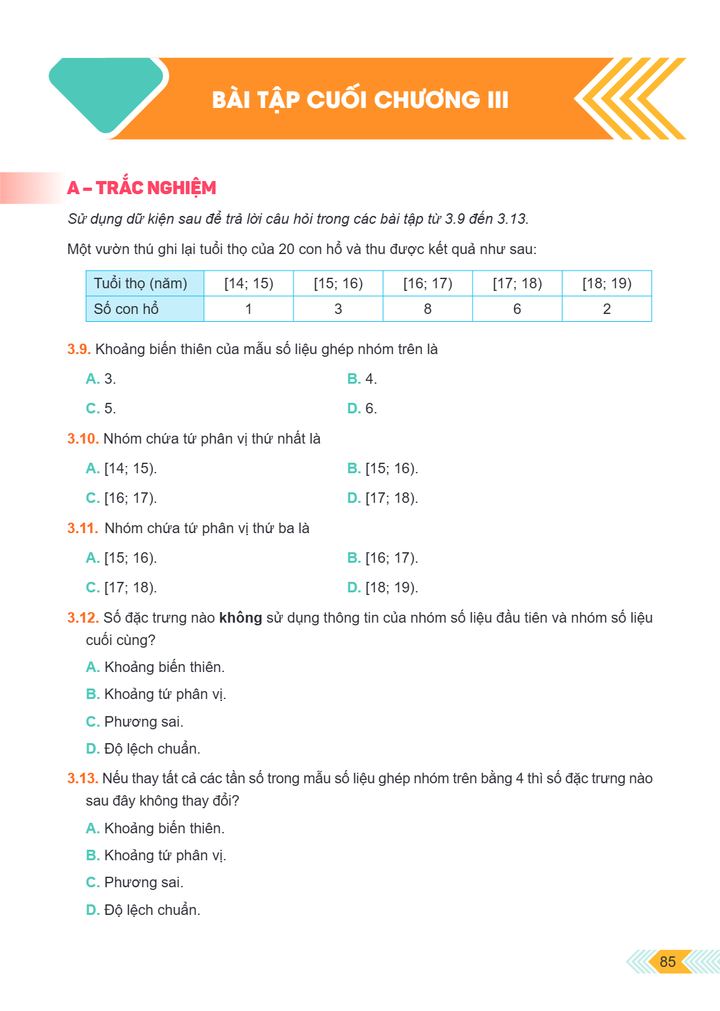 BÀI TẬP CUỐI CHƯƠNG III
A – TRẮC NGHIỆM
Sử dụng dữ kiện sau để trả lời câu hỏi trong các bài tập từ 3.9 đến 3.13.
Một vườn thú ghi lại tuổi thọ của 20 con hổ và thu được kết quả như sau:
Tuổi thọ (năm) [14; 15) [15; 16) [16; 17) [17; 18) [18; 19)
Số con hổ 1 3 8 6 2
3.9. Khoảng biến thiên của mẫu số liệu ghép nhóm trên là
A. 3. B. 4.
C. 5. D. 6.
3.10. Nhóm chứa tứ phân vị thứ nhất là
A. [14; 15). B. [15; 16).
C. [16; 17). D. [17; 18).
3.11. Nhóm chứa tứ phân vị thứ ba là
A. [15; 16). B. [16; 17).
C. [17; 18). D. [18; 19).
3.12. Số đặc trưng nào không sử dụng thông tin của nhóm số liệu đầu tiên và nhóm số liệu
cuối cùng?
A. Khoảng biến thiên.
B. Khoảng tứ phân vị.
C. Phương sai.
D. Độ lệch chuẩn.
3.13. Nếu thay tất cả các tần số trong mẫu số liệu ghép nhóm trên bằng 4 thì số đặc trưng nào
sau đây không thay đổi?
A. Khoảng biến thiên.
B. Khoảng tứ phân vị.
C. Phương sai.
D. Độ lệch chuẩn.
85